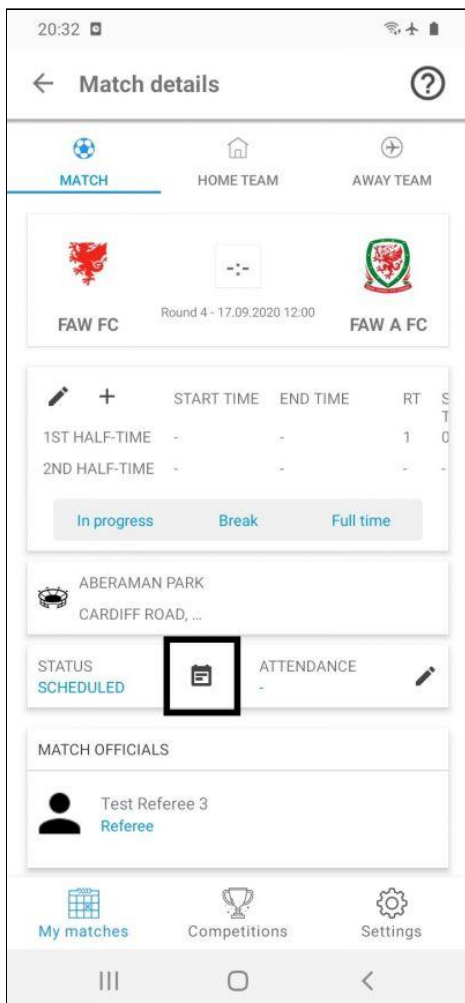 20:32
Match details
MATCH HOME TEAM AWAY TEAM
-:-
Round 4 - 17.09.2020 12:00
FAW FC FAW A FC
START TIME END TIME RT S
T
1ST HALF-TIME - - 1 0
2ND HALF-TIME - - - -
In progress Break Full time
ABERAMAN PARK
CARDIFF ROAD, ...
STATUS ATTENDANCE
SCHEDULED -
MATCH OFFICIALS
Test Referee 3
Referee
My matches Competitions Settings